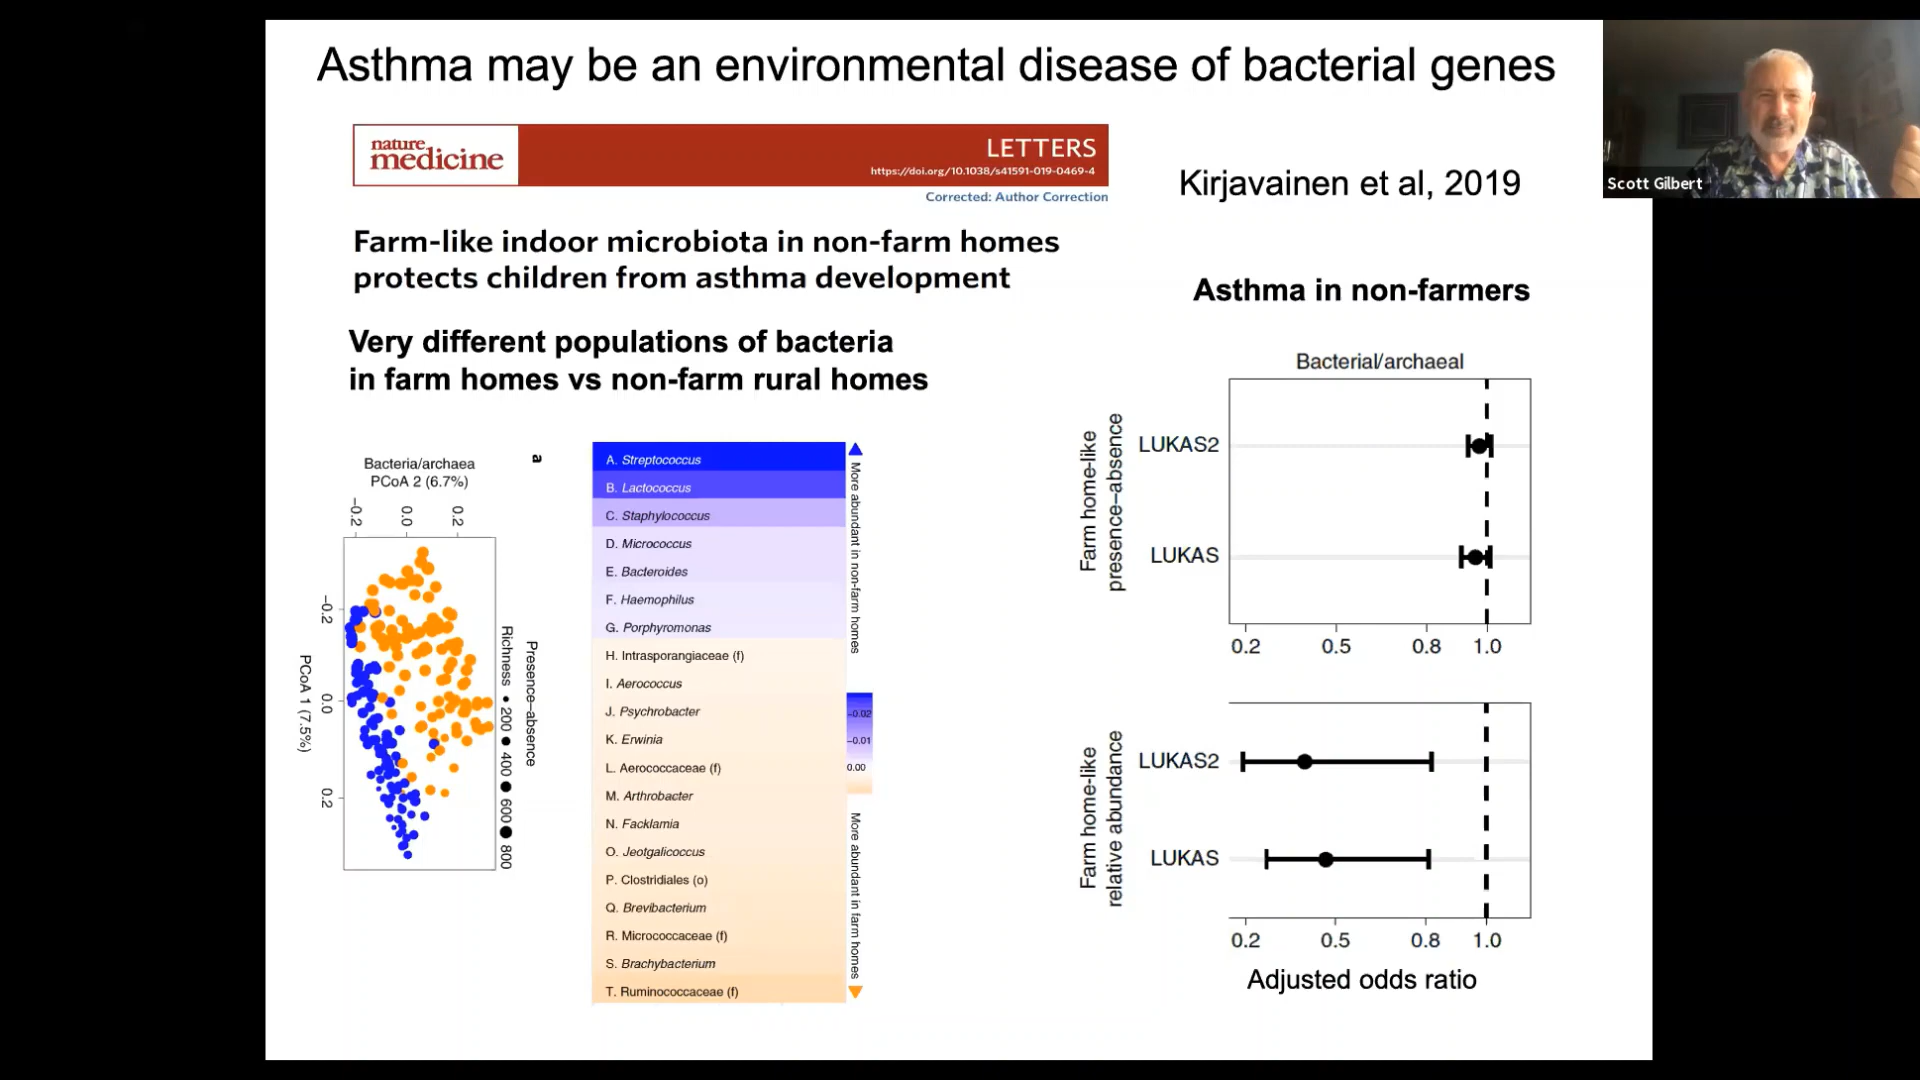 Asthma may be an environmental disease of bacterial genes
Scott Gilbert
nature
medicine
LETTERS
https://doi.org/10.1038/s41591-019-0469-4
Corrected: Author Correction
Kirjavainen et al, 2019
Farm-like indoor microbiota in non-farm homes
protects children from asthma development
Very different populations of bacteria
in farm homes vs non-farm rural homes
a
Bacteria/archaea
PCoA 2 (6.7%)
–0.2
0.0
0.2
–0.2
0.0
0.2
PCoA 1 (7.5%)
Presence–absence
Richness 200 400 600 800
A. Streptococcus
B. Lactococcus
C. Staphylococcus
D. Micrococcus
E. Bacteroides
F. Haemophilus
G. Porphyromonas
H. Intrasporangiaceae (f)
I. Aerococcus
J. Psychrobacter
K. Erwinia
L. Aerococcaceae (f)
M. Arthrobacter
N. Facklamia
O. Jeotgalicoccus
P. Clostridiales (o)
Q. Brevibacterium
R. Micrococcaceae (f)
S. Brachybacterium
T. Ruminococcaceae (f)
More abundant in non-farm homes
–0.02
–0.01
0.00
More abundant in farm homes
Asthma in non-farmers
Bacterial/archaeal
Farm home-like
presence–absence
LUKAS2
LUKAS
0.2 0.5 0.8 1.0
Farm home-like
relative abundance
LUKAS2
LUKAS
0.2 0.5 0.8 1.0
Adjusted odds ratio